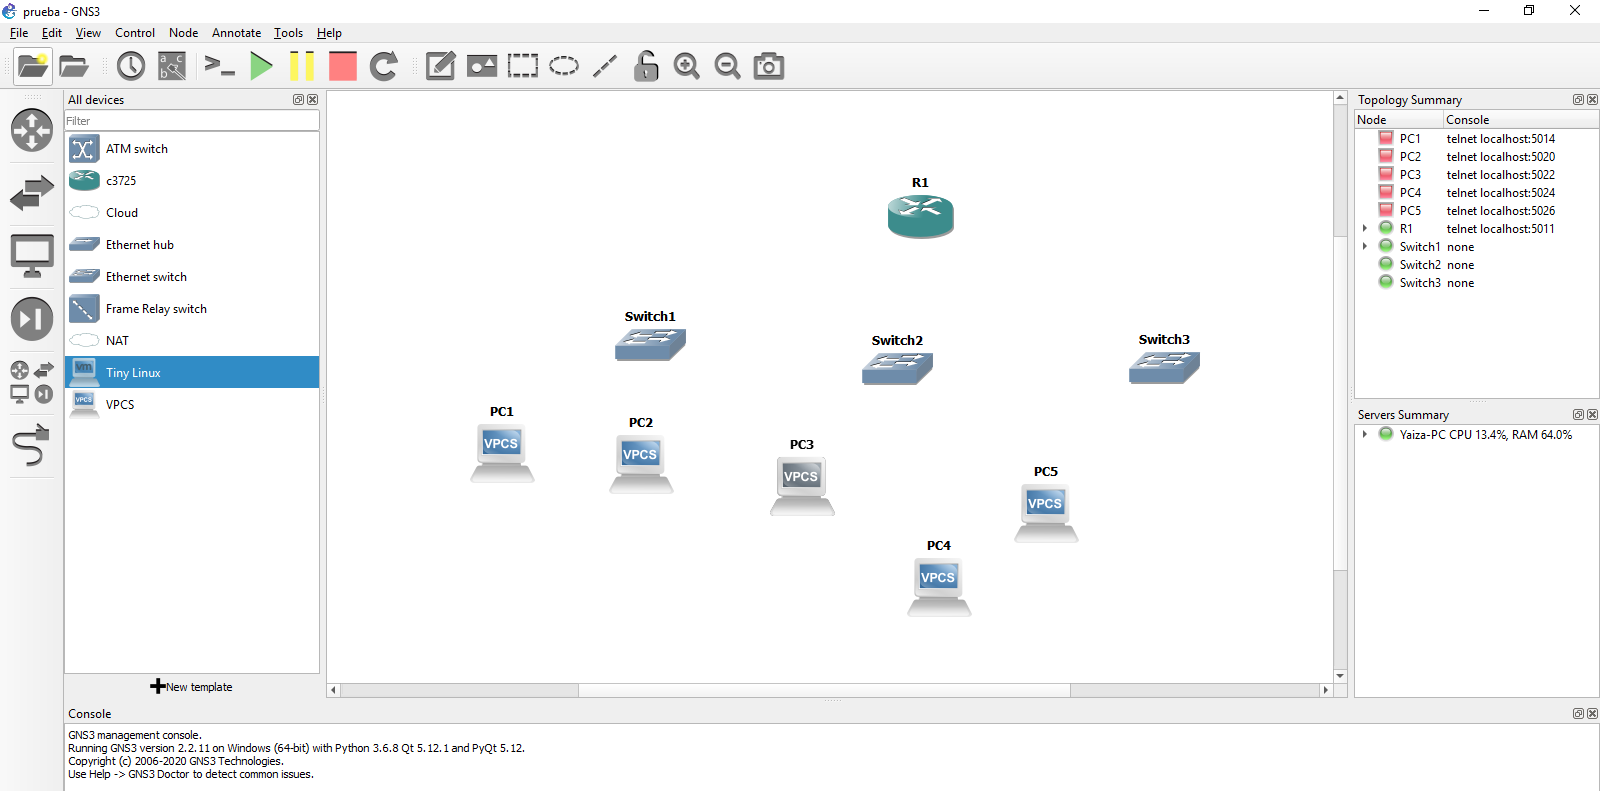 prueba - GNS3
File Edit View Control Node Annotate Tools Help
a c
b
All devices
Filter
ATM switch
c3725
Cloud
Ethernet hub
Ethernet switch
Frame Relay switch
NAT
vm Tiny Linux
VPCS VPCS
New template
R1
Switch1
Switch2
Switch3
PC1
VPCS
PC2
VPCS
PC3
VPCS
PC5
VPCS
PC4
VPCS
Topology Summary
Node Console
PC1 telnet localhost:5014
PC2 telnet localhost:5020
PC3 telnet localhost:5022
PC4 telnet localhost:5024
PC5 telnet localhost:5026
R1 telnet localhost:5011
Switch1 none
Switch2 none
Switch3 none
Servers Summary
Yaiza-PC CPU 13.4%, RAM 64.0%
Console
GNS3 management console.
Running GNS3 version 2.2.11 on Windows (64-bit) with Python 3.6.8 Qt 5.12.1 and PyQt 5.12.
Copyright (c) 2006-2020 GNS3 Technologies.
Use Help -> GNS3 Doctor to detect common issues.